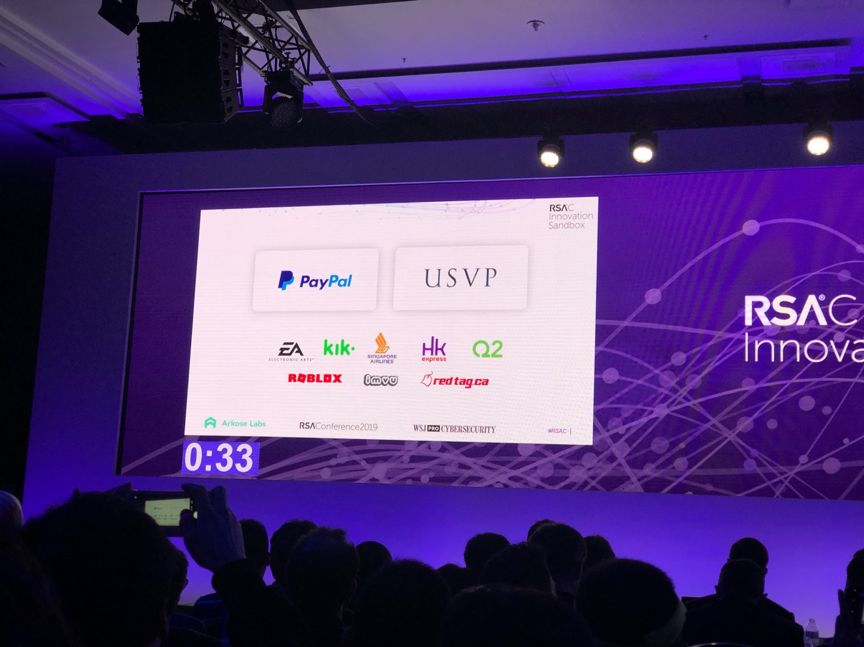 RSAC
Innovation
Sandbox
PayPal
USVP
EA
ELECTRONIC ARTS
kik
SINGAPORE
AIRLINES
HK
express
Q2
ROBLOX
imvu
redtag.ca
Arkose Labs
RSAConference2019
WSJ PRO CYBERSECURITY
#RSAC
0:33
RSAC
Innova